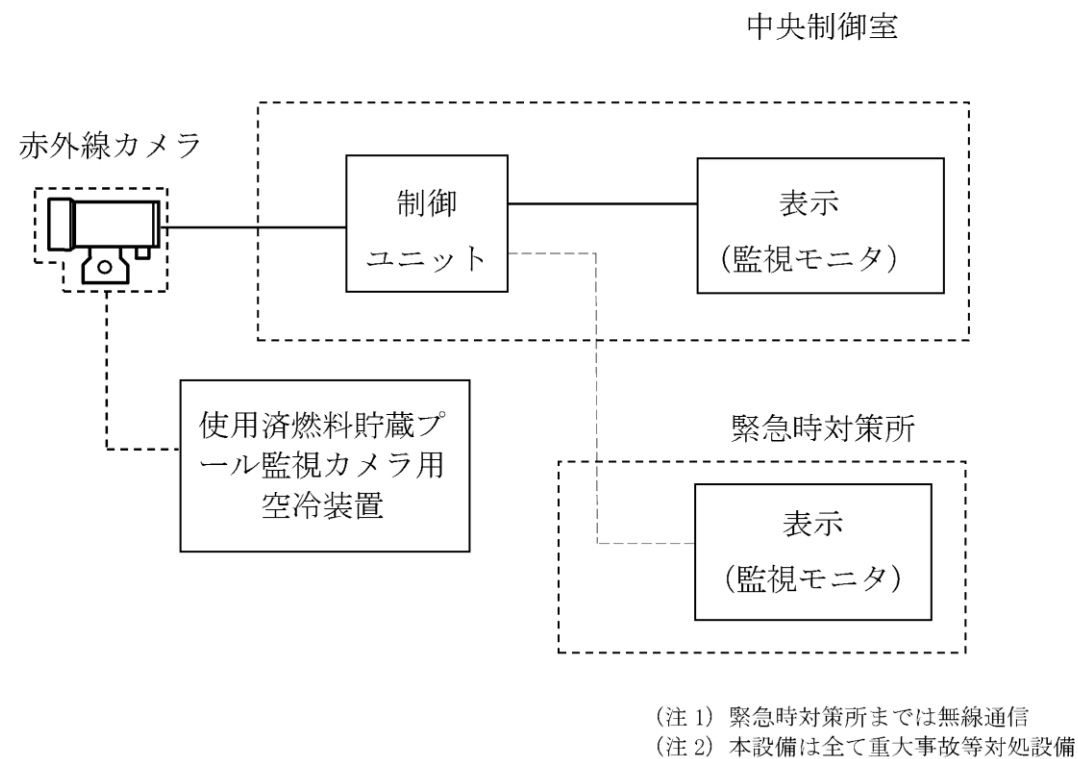 中央制御室
赤外線カメラ
制御
ユニット
表示
(監視モニタ)
使用済燃料貯蔵プ
ール監視カメラ用
空冷装置
緊急時対策所
表示
(監視モニタ)
(注 1) 緊急時対策所までは無線通信
(注 2) 本設備は全て重大事故等対処設備